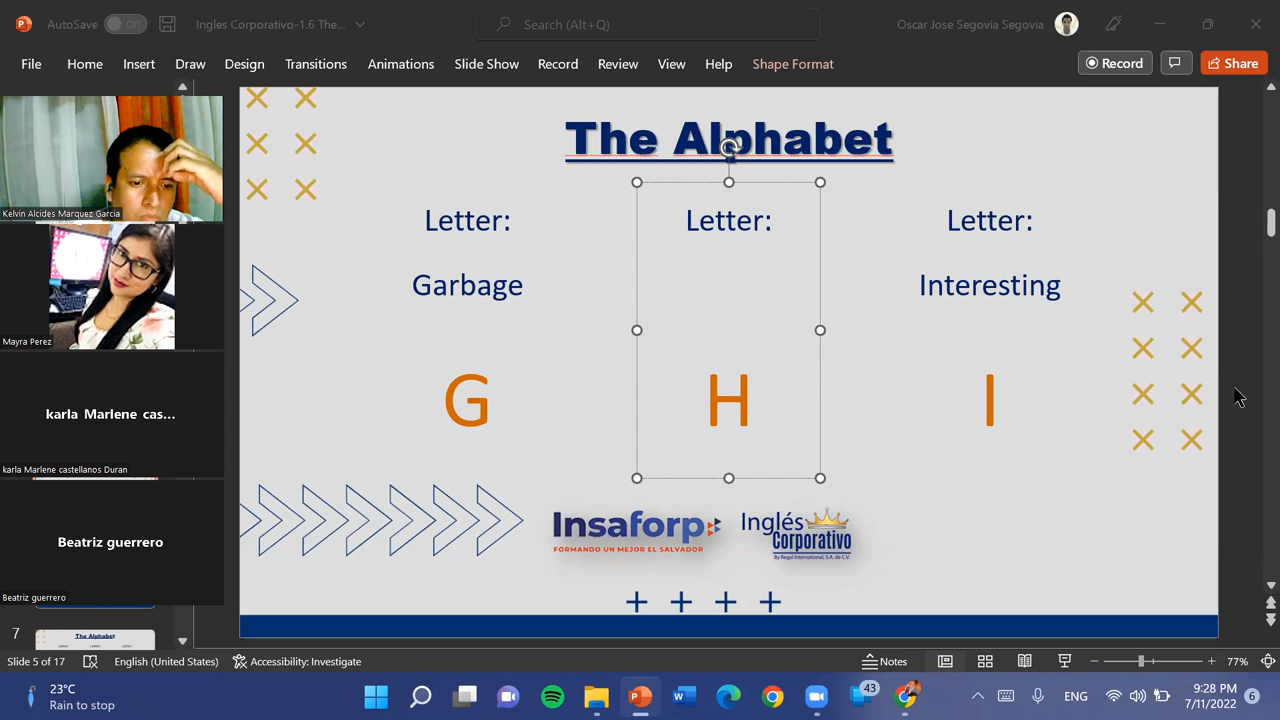 AutoSave
Off
Ingles Corporativo-1.6 The...
Search (Alt+Q)
Oscar Jose Segovia Segovia
File
Home
Insert
Draw
Design
Transitions
Animations
Slide Show
Record
Review
View
Help
Shape Format
Record
Share
Kelvin Alcides Marquez Garcia
Mayra Perez
karla Marlene cas...
karla Marlene castellanos Duran
Beatriz guerrero
Beatriz guerrero
7
The Alphabet
The Alphabet
Letter:
Letter:
Letter:
Garbage
Interesting
G
H
I
Insaforp
FORMANDO UN MEJOR EL SALVADOR
Inglés
Corporativo
By Regal International, S.A. de C.V.
Slide 5 of 17
English (United States)
Accessibility: Investigate
Notes
77%
23°C
Rain to stop
43
ENG
9:28 PM
7/11/2022
6